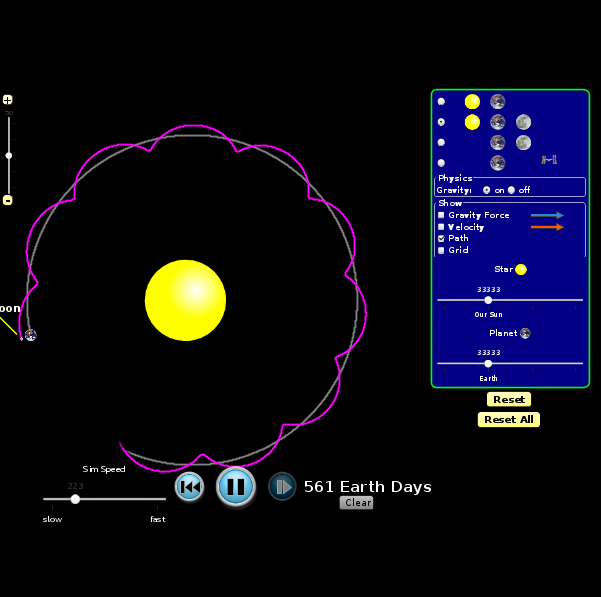 +
Physics
Gravity: on off
Show
Gravity Force
Velocity
Path
Grid
Star
33333
Our Sun
Planet
33333
Earth
Reset
Reset All
oon
Sim Speed
223
slow fast
561 Earth Days
Clear